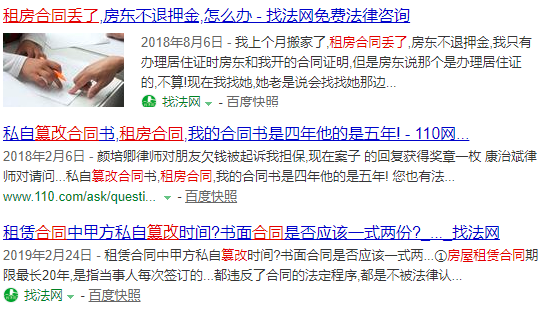 租房合同丢了,房东不退押金,怎么办 - 找法网免费法律咨询
2018年8月6日 - 我上个月搬家了,租房合同丢了,房东不退押金,我只有
办理居住证时房东和我开的合同证明,但是房东说那个是办理居住证
的,不算!现在我找她,她老是说会找找她那边...
找法网 - 百度快照
私自篡改合同书,租房合同,我的合同书是四年他的是五年! - 110网...
2018年2月6日 - 颜培卿律师对朋友欠钱被起诉我担保,现在案子 的回复获得奖章一枚 康治斌律
师对请问...私自篡改合同书,租房合同,我的合同书是四年他的是五年! 您也有法...
www.110.com/ask/questi... - 百度快照
租赁合同中甲方私自篡改时间?书面合同是否应该一式两份?_..._找法网
2019年2月24日 - 租赁合同中甲方私自篡改时间?书面合同是否应该一式两...①房屋租赁合同期
限最长20年,是指当事人每次签订的...都违反了合同的法定程序,都是不被法律认...
找法网 - 百度快照